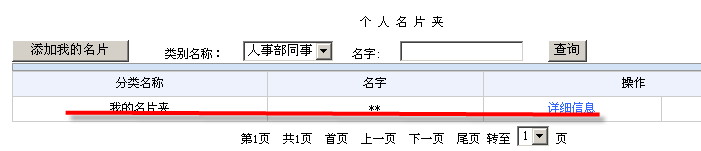 个 人 名 片 夹
添加我的名片 类别名称： 人事部同事 名字: 查询
分类名称 名字 操作
我的名片夹 ** 详细信息
第1页 共1页 首页 上一页 下一页 尾页 转至 1 页